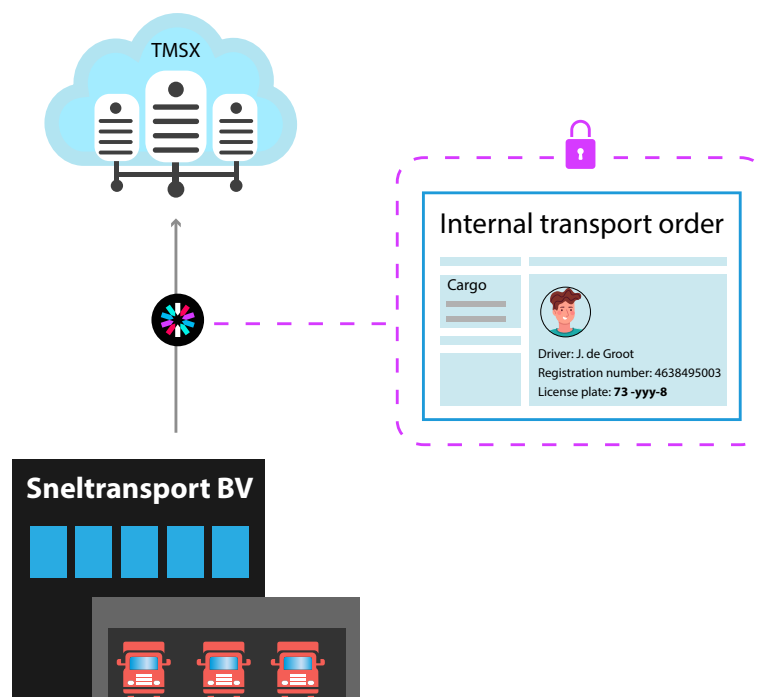 TMSX
Internal transport order
Cargo
Driver: J. de Groot
Registration number: 4638495003
License plate: 73 -yyy-8
Sneltransport BV